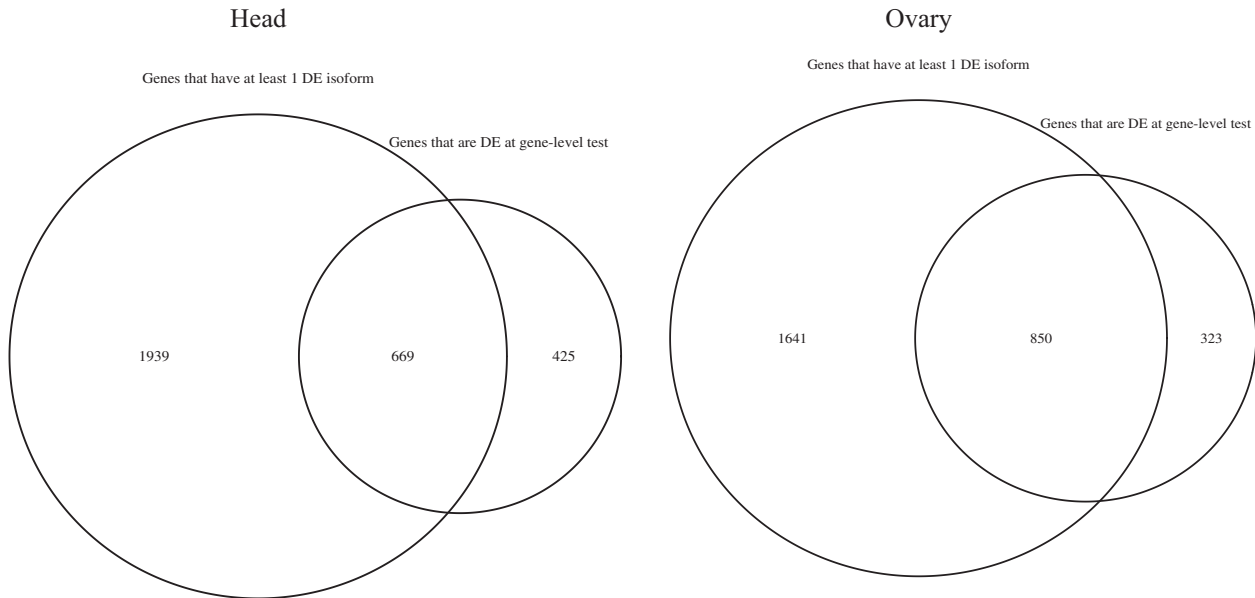 Head
Genes that have at least 1 DE isoform
Genes that are DE at gene-level test
1939
669
425
Ovary
Genes that have at least 1 DE isoform
Genes that are DE at gene-level test
1641
850
323